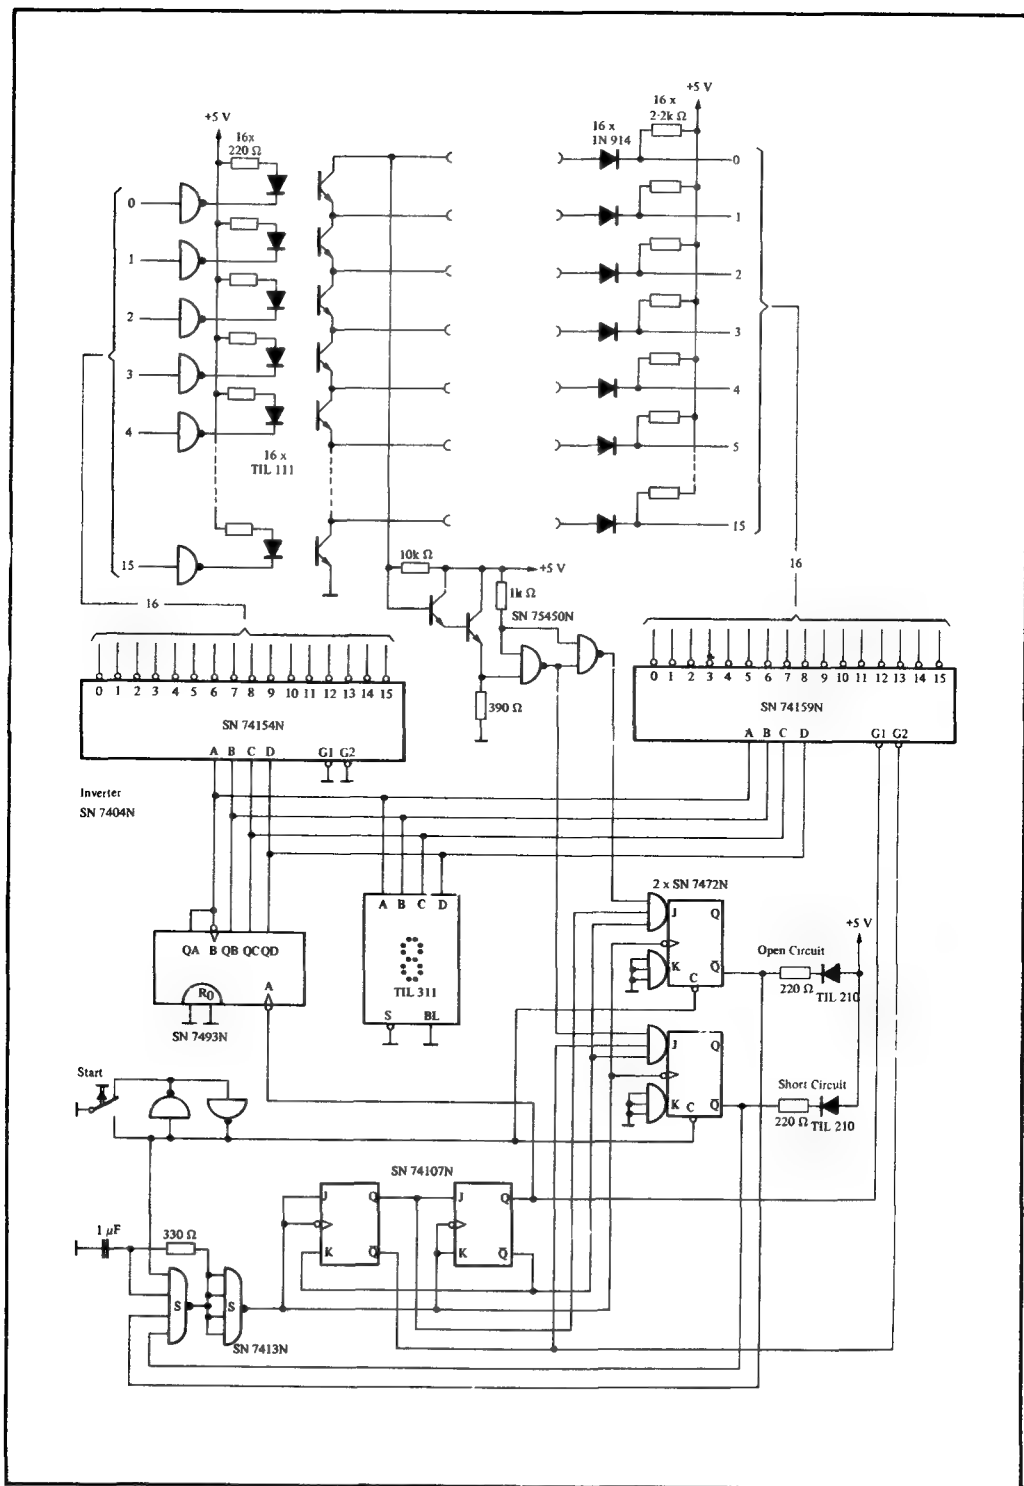 +5 V
16 x
2·2k Ω
+5 V
16x
220 Ω
16 x
1N 914
0
0
1
1
2
2
3
3
4
4
16 x
TIL 111
5
15
15
10k Ω
+5 V
1k Ω
SN 75450N
16
16
0 1 2 3 4 5 6 7 8 9 10 11 12 13 14 15
SN 74154N
A B C D G1 G2
390 Ω
0 1 2 3 4 5 6 7 8 9 10 11 12 13 14 15
SN 74159N
A B C D G1 G2
Inverter
SN 7404N
2 x SN 7472N
A B C D
8
TIL 311
S BL
QA B QB QC QD
R0 A
SN 7493N
J Q
K Q̄
C
Open Circuit
+5 V
220 Ω
TIL 210
J Q
K Q̄
C
Short Circuit
220 Ω
TIL 210
Start
SN 74107N
J Q
K Q̄
J Q
K Q̄
1 µF
330 Ω
S S
SN 7413N